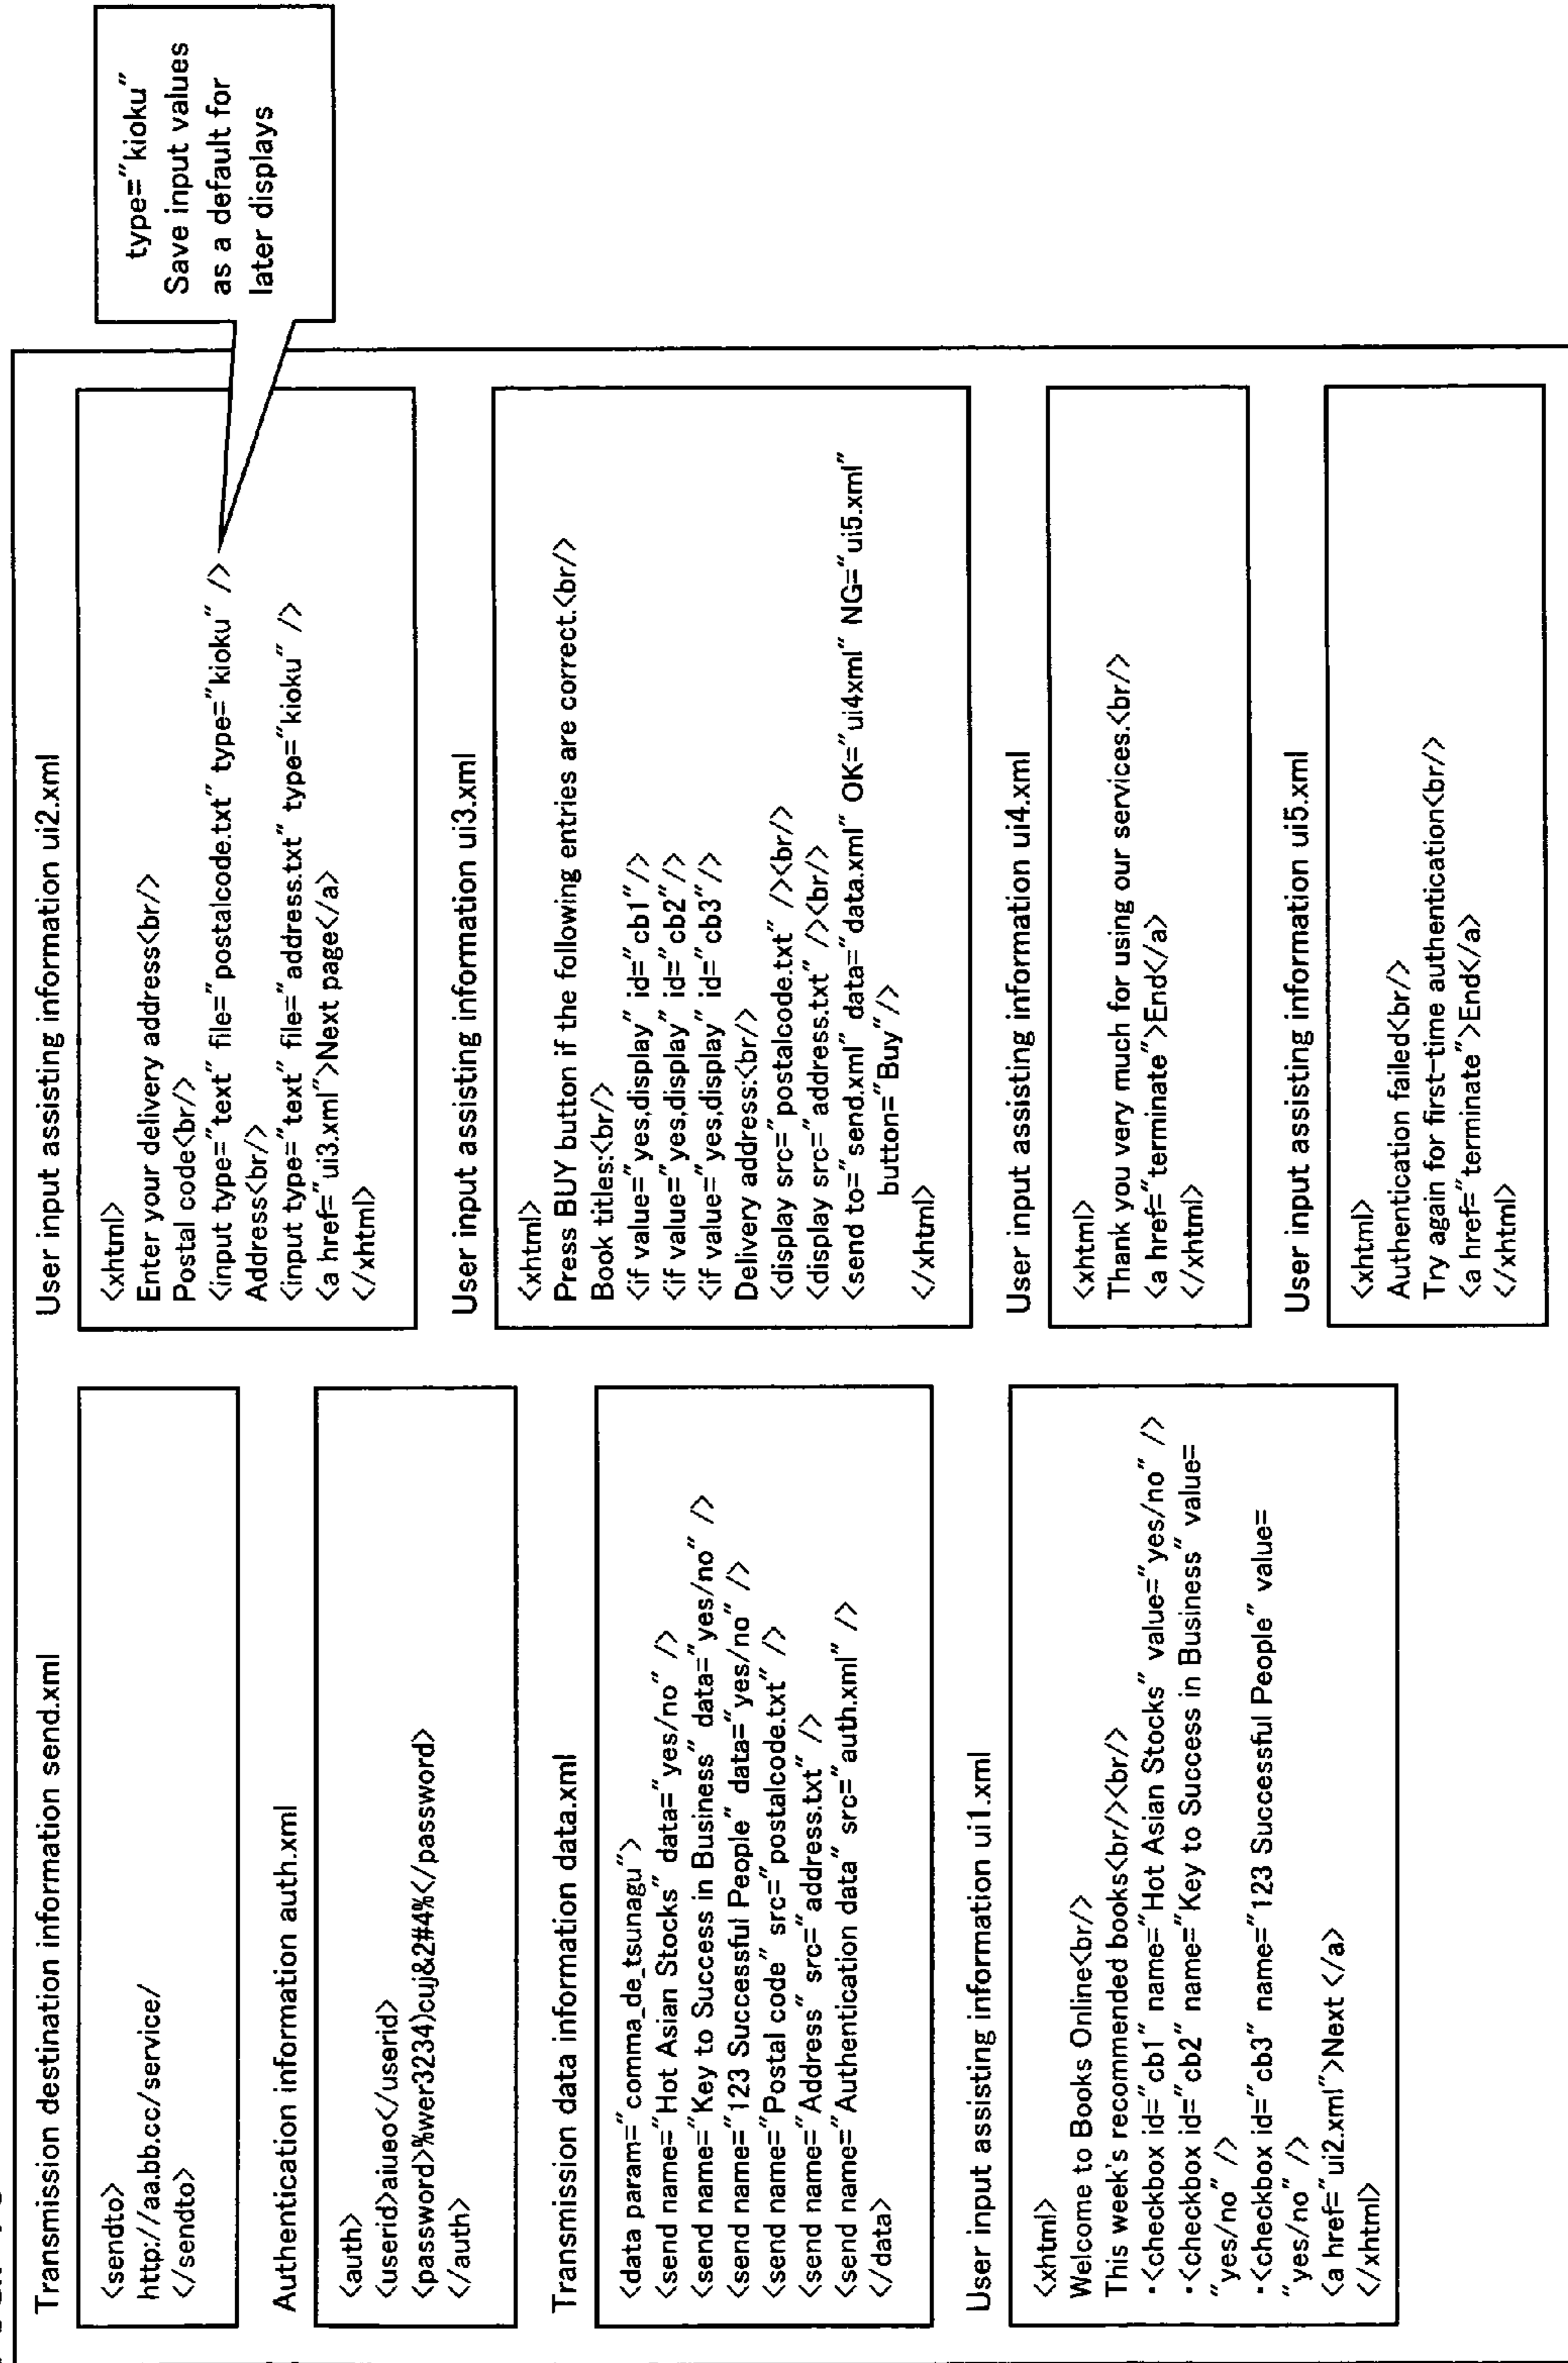 Transmission destination information send.xml
<sendto>
http://aa.bb.cc/service/
</sendto>
Authentication information auth.xml
<auth>
<userid>aiueo</userid>
<password>%wer3234)cuj&2#4%</password>
</auth>
Transmission data information data.xml
<data param="comma_de_tsunagu">
<send name="Hot Asian Stocks" data="yes/no" />
<send name="Key to Success in Business" data="yes/no" />
<send name="123 Successful People" data="yes/no" />
<send name="Postal code" src="postalcode.txt" />
<send name="Address" src="address.txt" />
<send name="Authentication data" src="auth.xml" />
</data>
User input assisting information ui1.xml
<xhtml>
Welcome to Books Online<br/>
This week's recommended books<br/><br/>
・<checkbox id="cb1" name="Hot Asian Stocks" value="yes/no" />
・<checkbox id="cb2" name="Key to Success in Business" value=
"yes/no" />
・<checkbox id="cb3" name="123 Successful People" value=
"yes/no" />
<a href="ui2.xml">Next </a>
</xhtml>
User input assisting information ui2.xml
<xhtml>
Enter your delivery address<br/>
Postal code<br/>
<input type="text" file="postalcode.txt" type="kioku" />
Address<br/>
<input type="text" file="address.txt" type="kioku" />
<a href="ui3.xml">Next page</a>
</xhtml>
type="kioku"
Save input values
as a default for
later displays
User input assisting information ui3.xml
<xhtml>
Press BUY button if the following entries are correct.<br/>
Book titles:<br/>
<if value="yes,display" id="cb1"/>
<if value="yes,display" id="cb2"/>
<if value="yes,display" id="cb3"/>
Delivery address:<br/>
<display src="postalcode.txt" /><br/>
<display src="address.txt" /><br/>
<send to="send.xml" data="data.xml" OK="ui4xml" NG="ui5.xml"
button="Buy"/>
</xhtml>
User input assisting information ui4.xml
<xhtml>
Thank you very much for using our services.<br/>
<a href="terminate">End</a>
</xhtml>
User input assisting information ui5.xml
<xhtml>
Authentication failed<br/>
Try again for first-time authentication<br/>
<a href="terminate">End</a>
</xhtml>